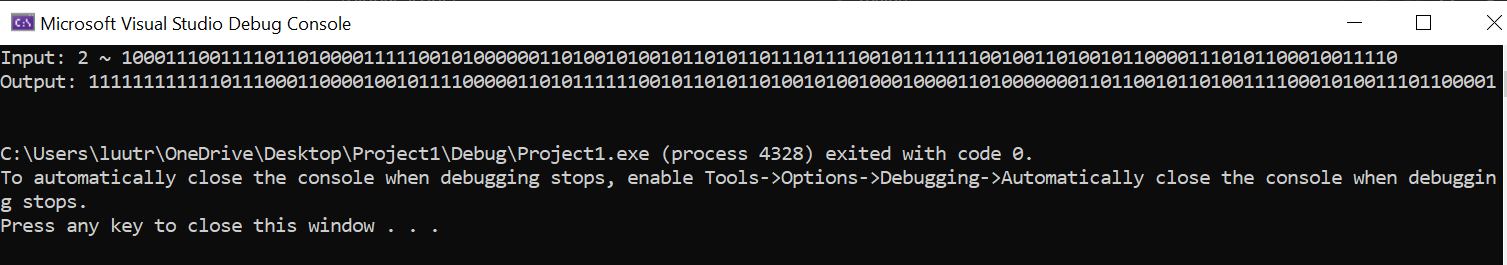 Microsoft Visual Studio Debug Console
Input: 2 ~ 10001110011110110100001111100101000000110100101001011010110111011110010111111100100110100101100001110101100010011110
Output: 11111111111101110001100001001011110000011010111111001011010110100101001000100001101000000011011001011010011110001010011101100001
C:\Users\luutr\OneDrive\Desktop\Project1\Debug\Project1.exe (process 4328) exited with code 0.
To automatically close the console when debugging stops, enable Tools->Options->Debugging->Automatically close the console when debuggin
g stops.
Press any key to close this window . . .